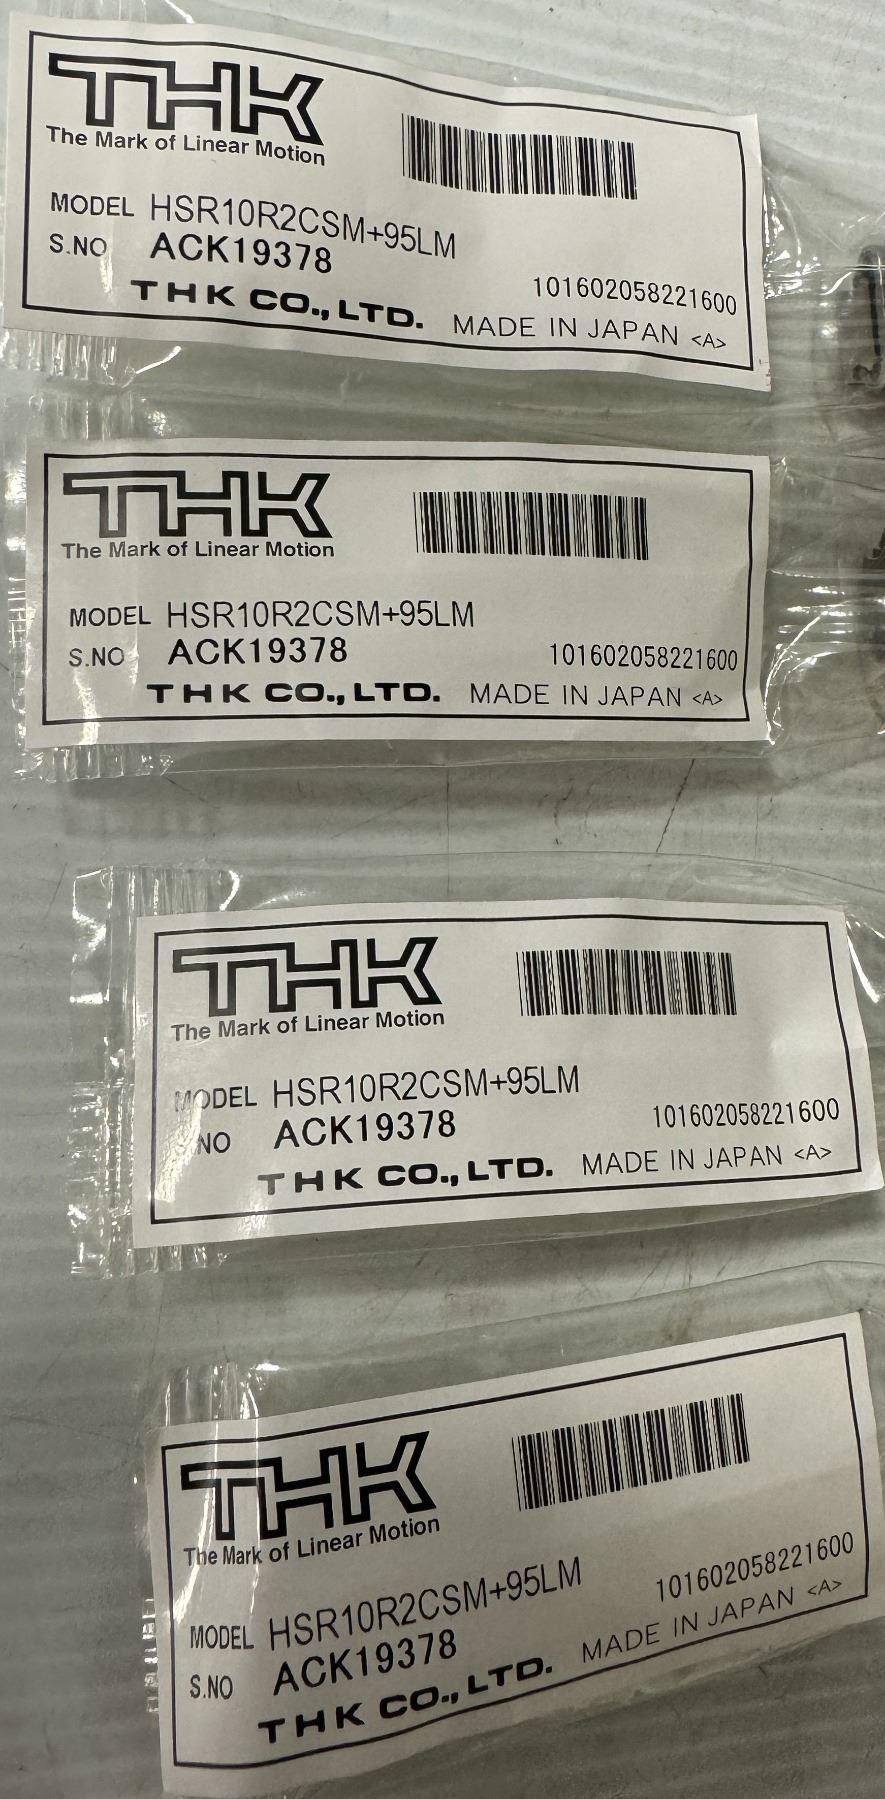 THK
The Mark of Linear Motion
MODEL HSR10R2CSM+95LM
S.NO ACK19378
101602058221600
THK CO., LTD. MADE IN JAPAN <A>
THK
The Mark of Linear Motion
MODEL HSR10R2CSM+95LM
S.NO ACK19378
101602058221600
THK CO., LTD. MADE IN JAPAN <A>
THK
The Mark of Linear Motion
MODEL HSR10R2CSM+95LM
NO ACK19378
101602058221600
THK CO., LTD. MADE IN JAPAN <A>
THK
The Mark of Linear Motion
MODEL HSR10R2CSM+95LM
S.NO ACK19378
101602058221600
THK CO., LTD. MADE IN JAPAN <A>